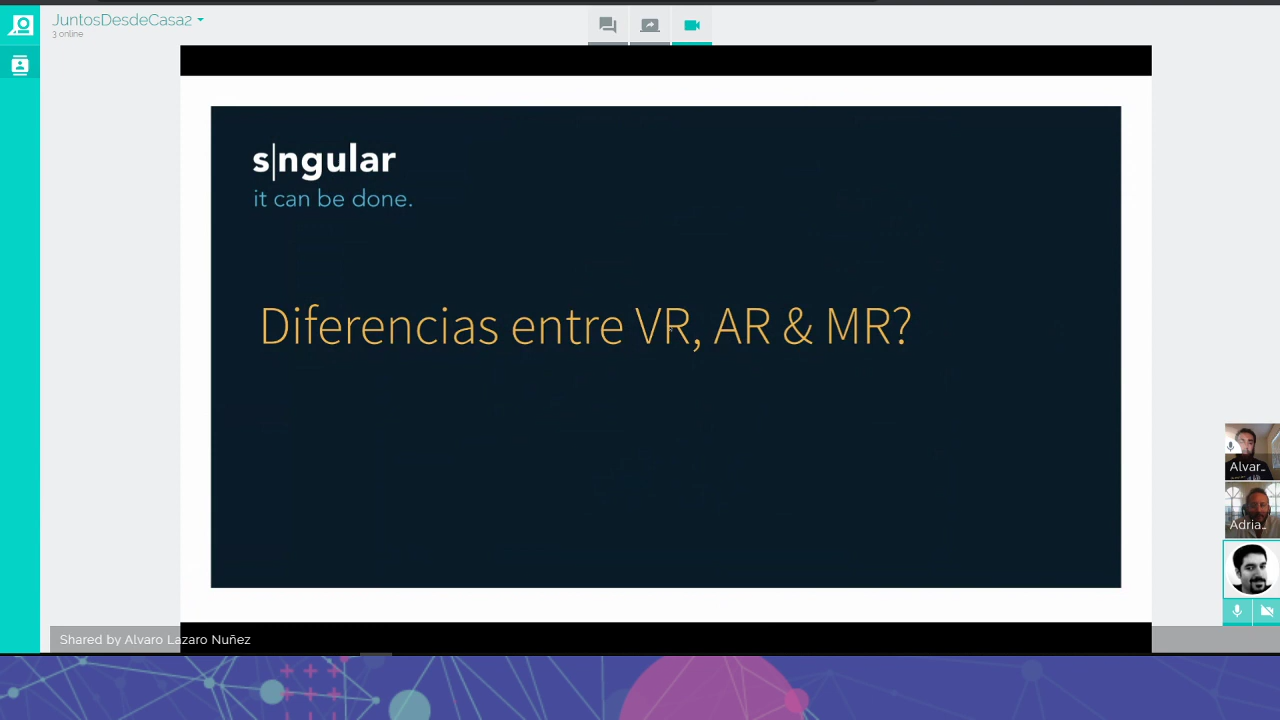 JuntosDesdeCasa2
3 online
s|ngular
it can be done.
Diferencias entre VR, AR & MR?
Alvar...
Adria...
Shared by Alvaro Lazaro Nuñez